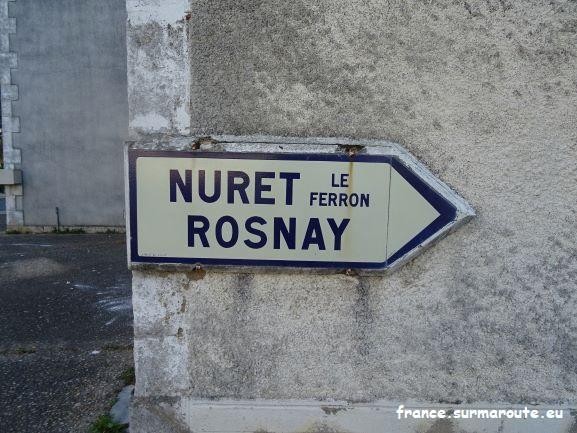 NURET LE FERRON
ROSNAY
france.surmaroute.eu